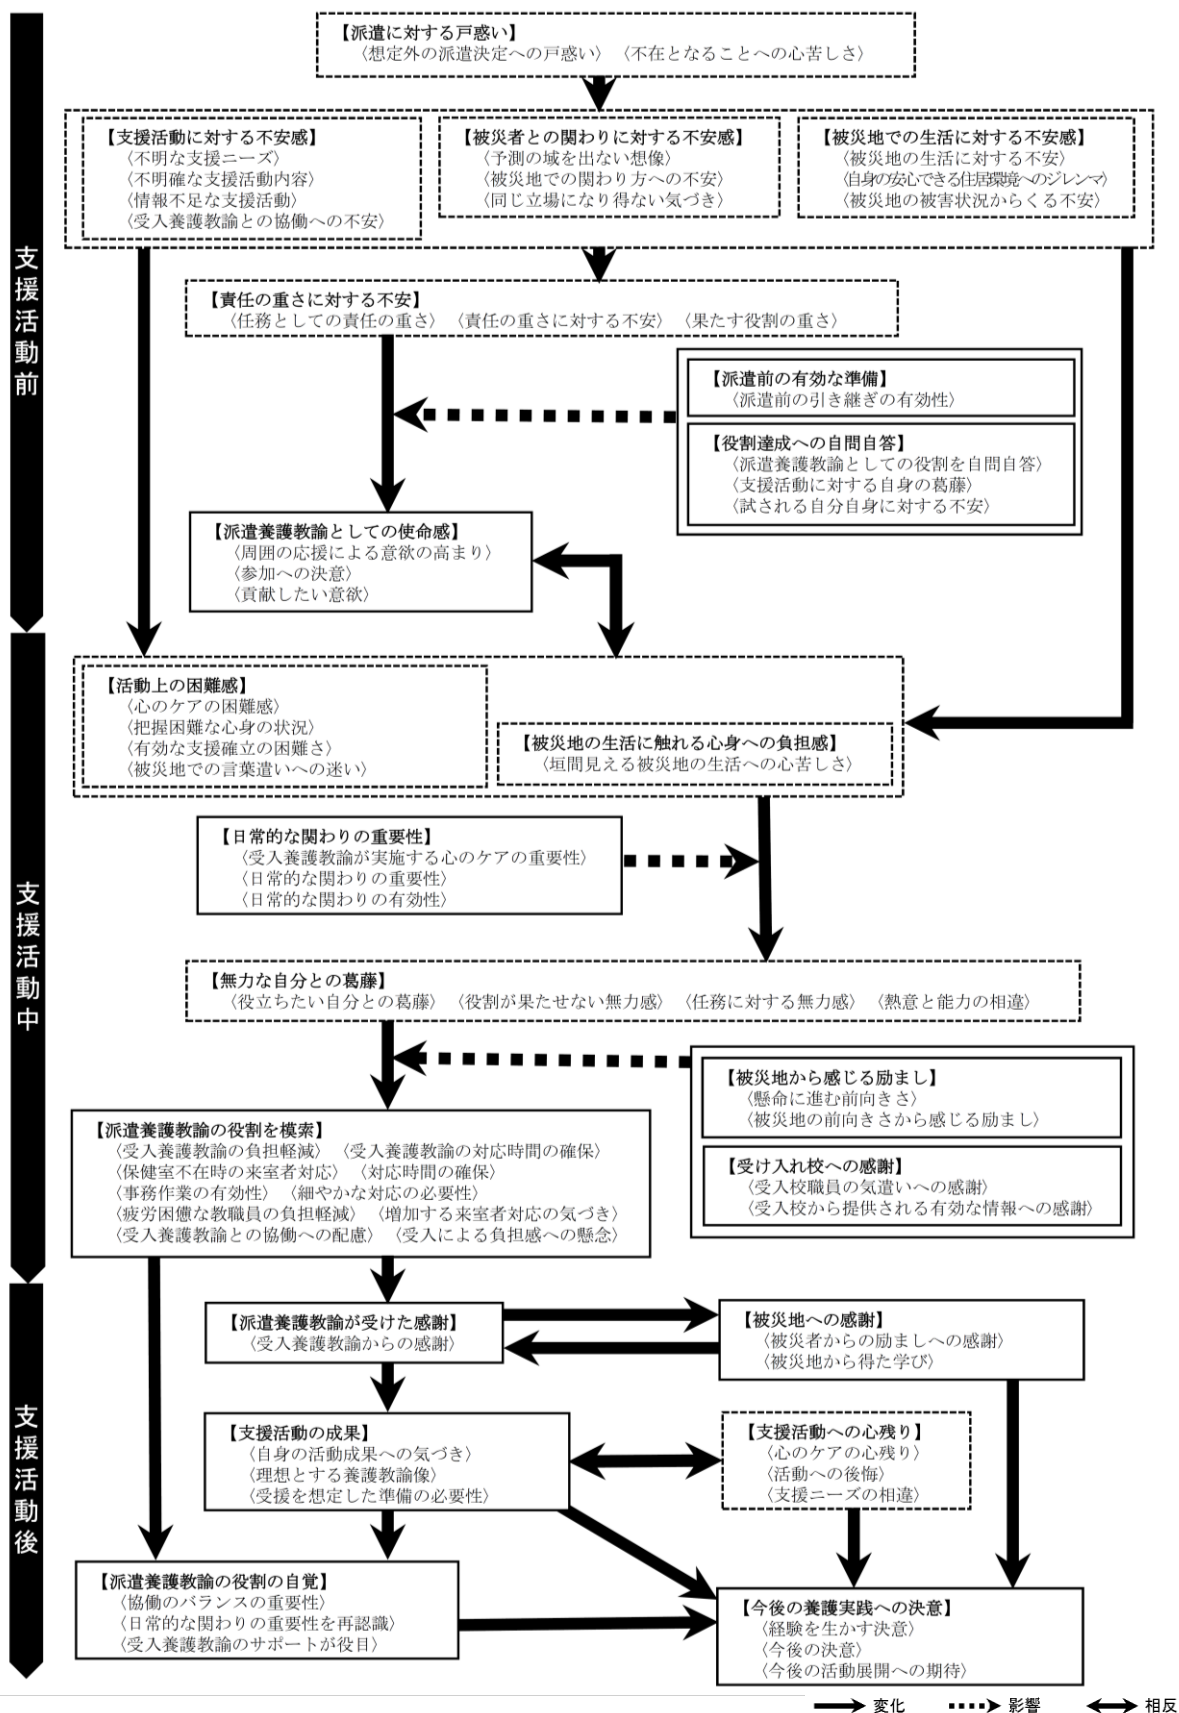 支援活動前
【派遣に対する戸惑い】
〈想定外の派遣決定への戸惑い〉〈不在となることへの心苦しさ〉
【支援活動に対する不安感】
〈不明な支援ニーズ〉
〈不明確な支援活動内容〉
〈情報不足な支援活動〉
〈受入養護教諭との協働への不安〉
【被災者との関わりに対する不安感】
〈予測の域を出ない想像〉
〈被災地での関わり方への不安〉
〈同じ立場になり得ない気づき〉
【被災地での生活に対する不安感】
〈被災地の生活に対する不安〉
〈自身の安心できる住居環境へのジレンマ〉
〈被災地の被害状況からくる不安〉
【責任の重さに対する不安】
〈任務としての責任の重さ〉〈責任の重さに対する不安〉〈果たす役割の重さ〉
【派遣前の有効な準備】
〈派遣前の引き継ぎの有効性〉
【役割達成への自問自答】
〈派遣養護教諭としての役割を自問自答〉
〈支援活動に対する自身の葛藤〉
〈試される自分自身に対する不安〉
【派遣養護教諭としての使命感】
〈周囲の応援による意欲の高まり〉
〈参加への決意〉
〈貢献したい意欲〉
支援活動中
【活動上の困難感】
〈心のケアの困難感〉
〈把握困難な心身の状況〉
〈有効な支援確立の困難さ〉
〈被災地での言葉遣いへの迷い〉
【被災地の生活に触れる心身への負担感】
〈垣間見える被災地の生活への心苦しさ〉
【日常的な関わりの重要性】
〈受入養護教諭が実施する心のケアの重要性〉
〈日常的な関わりの重要性〉
〈日常的な関わりの有効性〉
【無力な自分との葛藤】
〈役立ちたい自分との葛藤〉〈役割が果たせない無力感〉〈任務に対する無力感〉〈熱意と能力の相違〉
【被災地から感じる励まし】
〈懸命に進む前向きさ〉
〈被災地の前向きさから感じる励まし〉
【受け入れ校への感謝】
〈受入校職員の気遣いへの感謝〉
〈受入校から提供される有効な情報への感謝〉
【派遣養護教諭の役割を模索】
〈受入養護教諭の負担軽減〉〈受入養護教諭の対応時間の確保〉
〈保健室不在時の来室者対応〉〈対応時間の確保〉
〈事務作業の有効性〉〈細やかな対応の必要性〉
〈疲労困憊な教職員の負担軽減〉〈増加する来室者対応の気づき〉
〈受入養護教諭との協働への配慮〉〈受入による負担感への懸念〉
支援活動後
【派遣養護教諭が受けた感謝】
〈受入養護教諭からの感謝〉
【被災地への感謝】
〈被災者からの励ましへの感謝〉
〈被災地から得た学び〉
【支援活動の成果】
〈自身の活動成果への気づき〉
〈理想とする養護教諭像〉
〈受援を想定した準備の必要性〉
【支援活動への心残り】
〈心のケアの心残り〉
〈活動への後悔〉
〈支援ニーズの相違〉
【派遣養護教諭の役割の自覚】
〈協働のバランスの重要性〉
〈日常的な関わりの重要性を再認識〉
〈受入養護教諭のサポートが役目〉
【今後の養護実践への決意】
〈経験を生かす決意〉
〈今後の決意〉
〈今後の活動展開への期待〉
変化 影響 相反